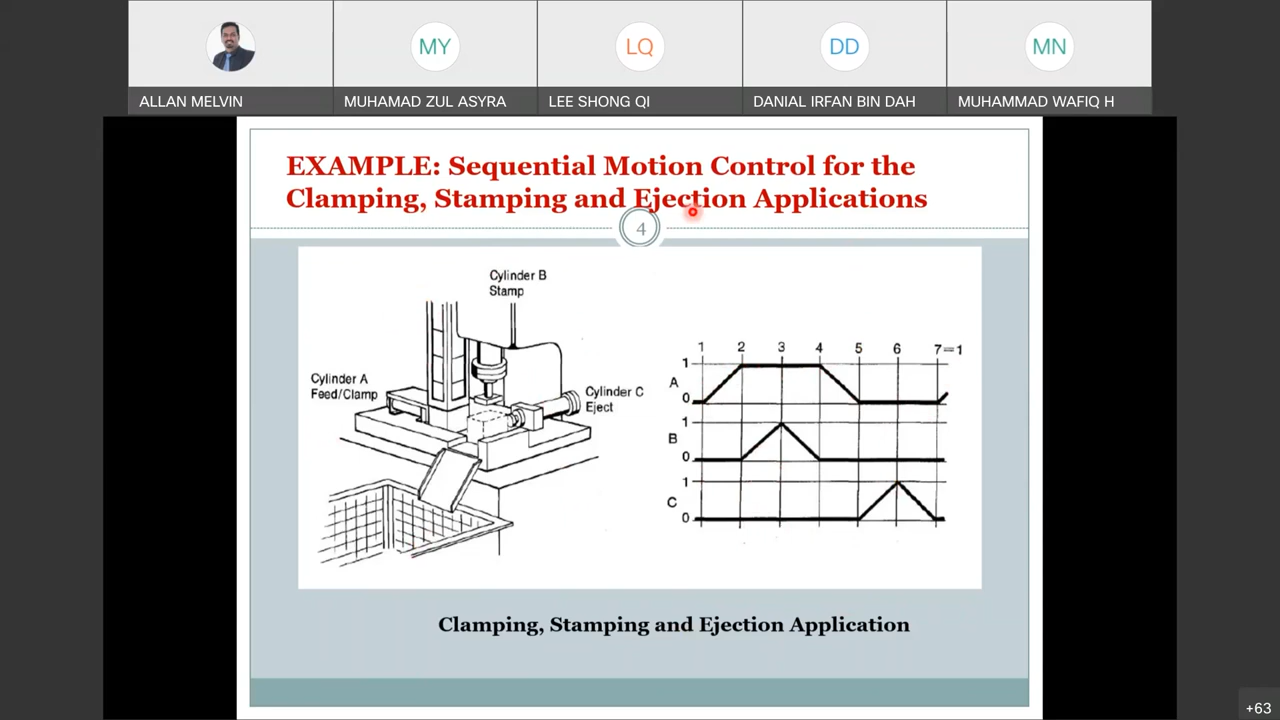 MY
LQ
DD
MN
ALLAN MELVIN
MUHAMAD ZUL ASYRA
LEE SHONG QI
DANIAL IRFAN BIN DAH
MUHAMMAD WAFIQ H
EXAMPLE: Sequential Motion Control for the
Clamping, Stamping and Ejection Applications
4
Cylinder B
Stamp
Cylinder A
Feed/Clamp
Cylinder C
Eject
1 2 3 4 5 6 7=1
1
A
0
1
B
0
1
C
0
Clamping, Stamping and Ejection Application
+63